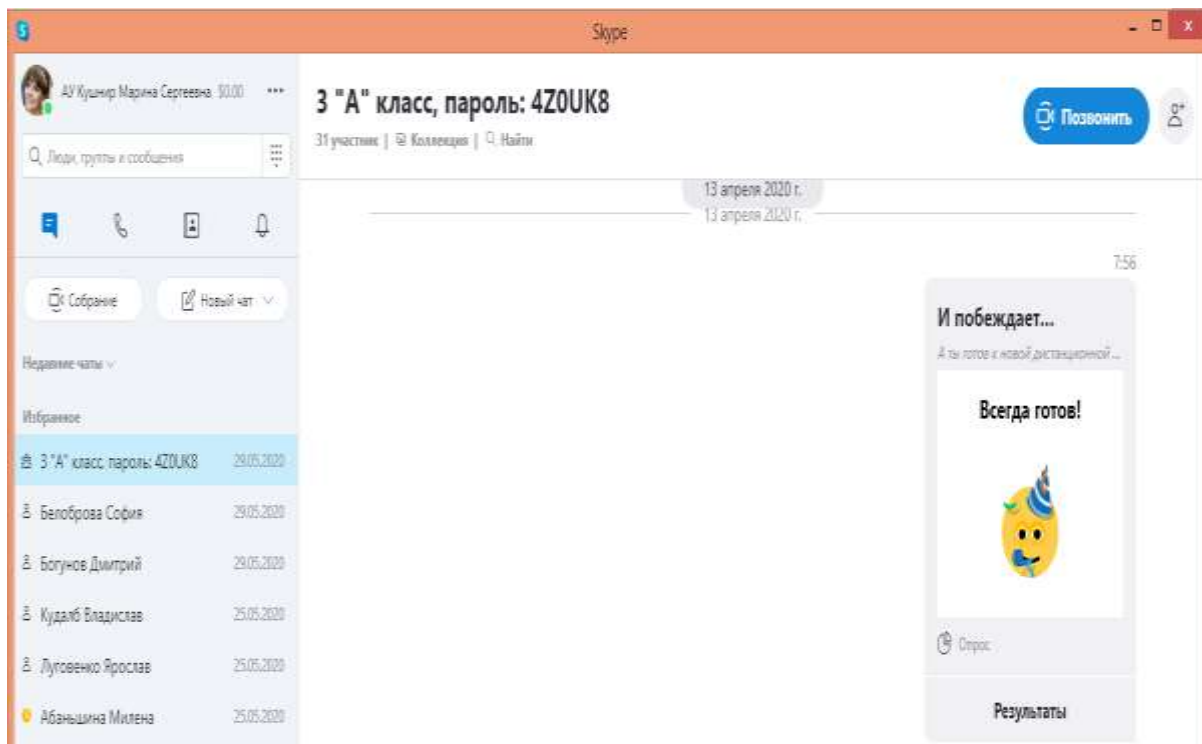 Skype
АУ Кушнир Марина Сергеевна $0.00
Люди, группы и сообщения
Собрание
Новый чат
Недавние чаты
Избранное
3 "А" класс, пароль: 4Z0UK8 29.05.2020
Белоброва София 29.05.2020
Богунов Дмитрий 29.05.2020
Кудалб Владислав 25.05.2020
Луговенко Ярослав 25.05.2020
Абаньшина Милена 25.05.2020
3 "А" класс, пароль: 4Z0UK8
31 участник | Коллекция | Найти
Позвонить
13 апреля 2020 г.
13 апреля 2020 г.
7:56
И побеждает...
А ты готов к новой дистанционной ...
Всегда готов!
Опрос
Результаты